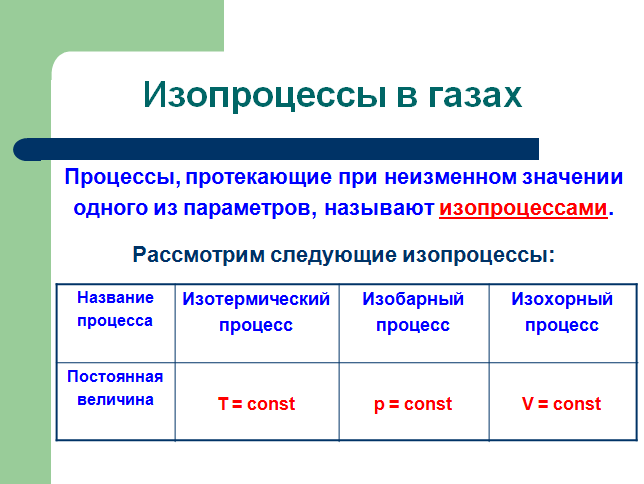 Изопроцессы в газах
Процессы, протекающие при неизменном значении
одного из параметров, называют изопроцессами.
Рассмотрим следующие изопроцессы:
Название
процесса
Изотермический
процесс
Изобарный
процесс
Изохорный
процесс
Постоянная
величина
T = const
p = const
V = const